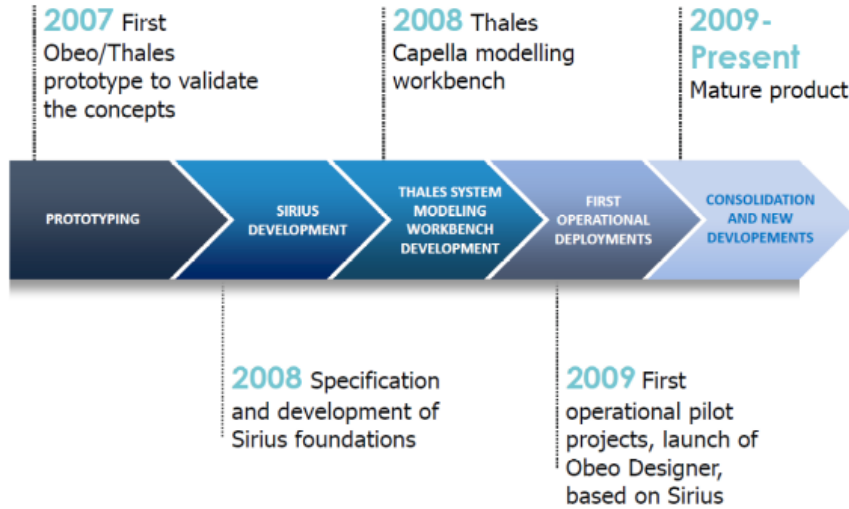 2007 First
Obeo/Thales
prototype to validate
the concepts
2008 Thales
Capella modelling
workbench
2009-
Present
Mature product
PROTOTYPING
SIRIUS
DEVELOPMENT
THALES SYSTEM
MODELING
WORKBENCH
DEVELOPMENT
FIRST
OPERATIONAL
DEPLOYMENTS
CONSOLIDATION
AND NEW
DEVLOPEMENTS
2008 Specification
and development of
Sirius foundations
2009 First
operational pilot
projects, launch of
Obeo Designer,
based on Sirius